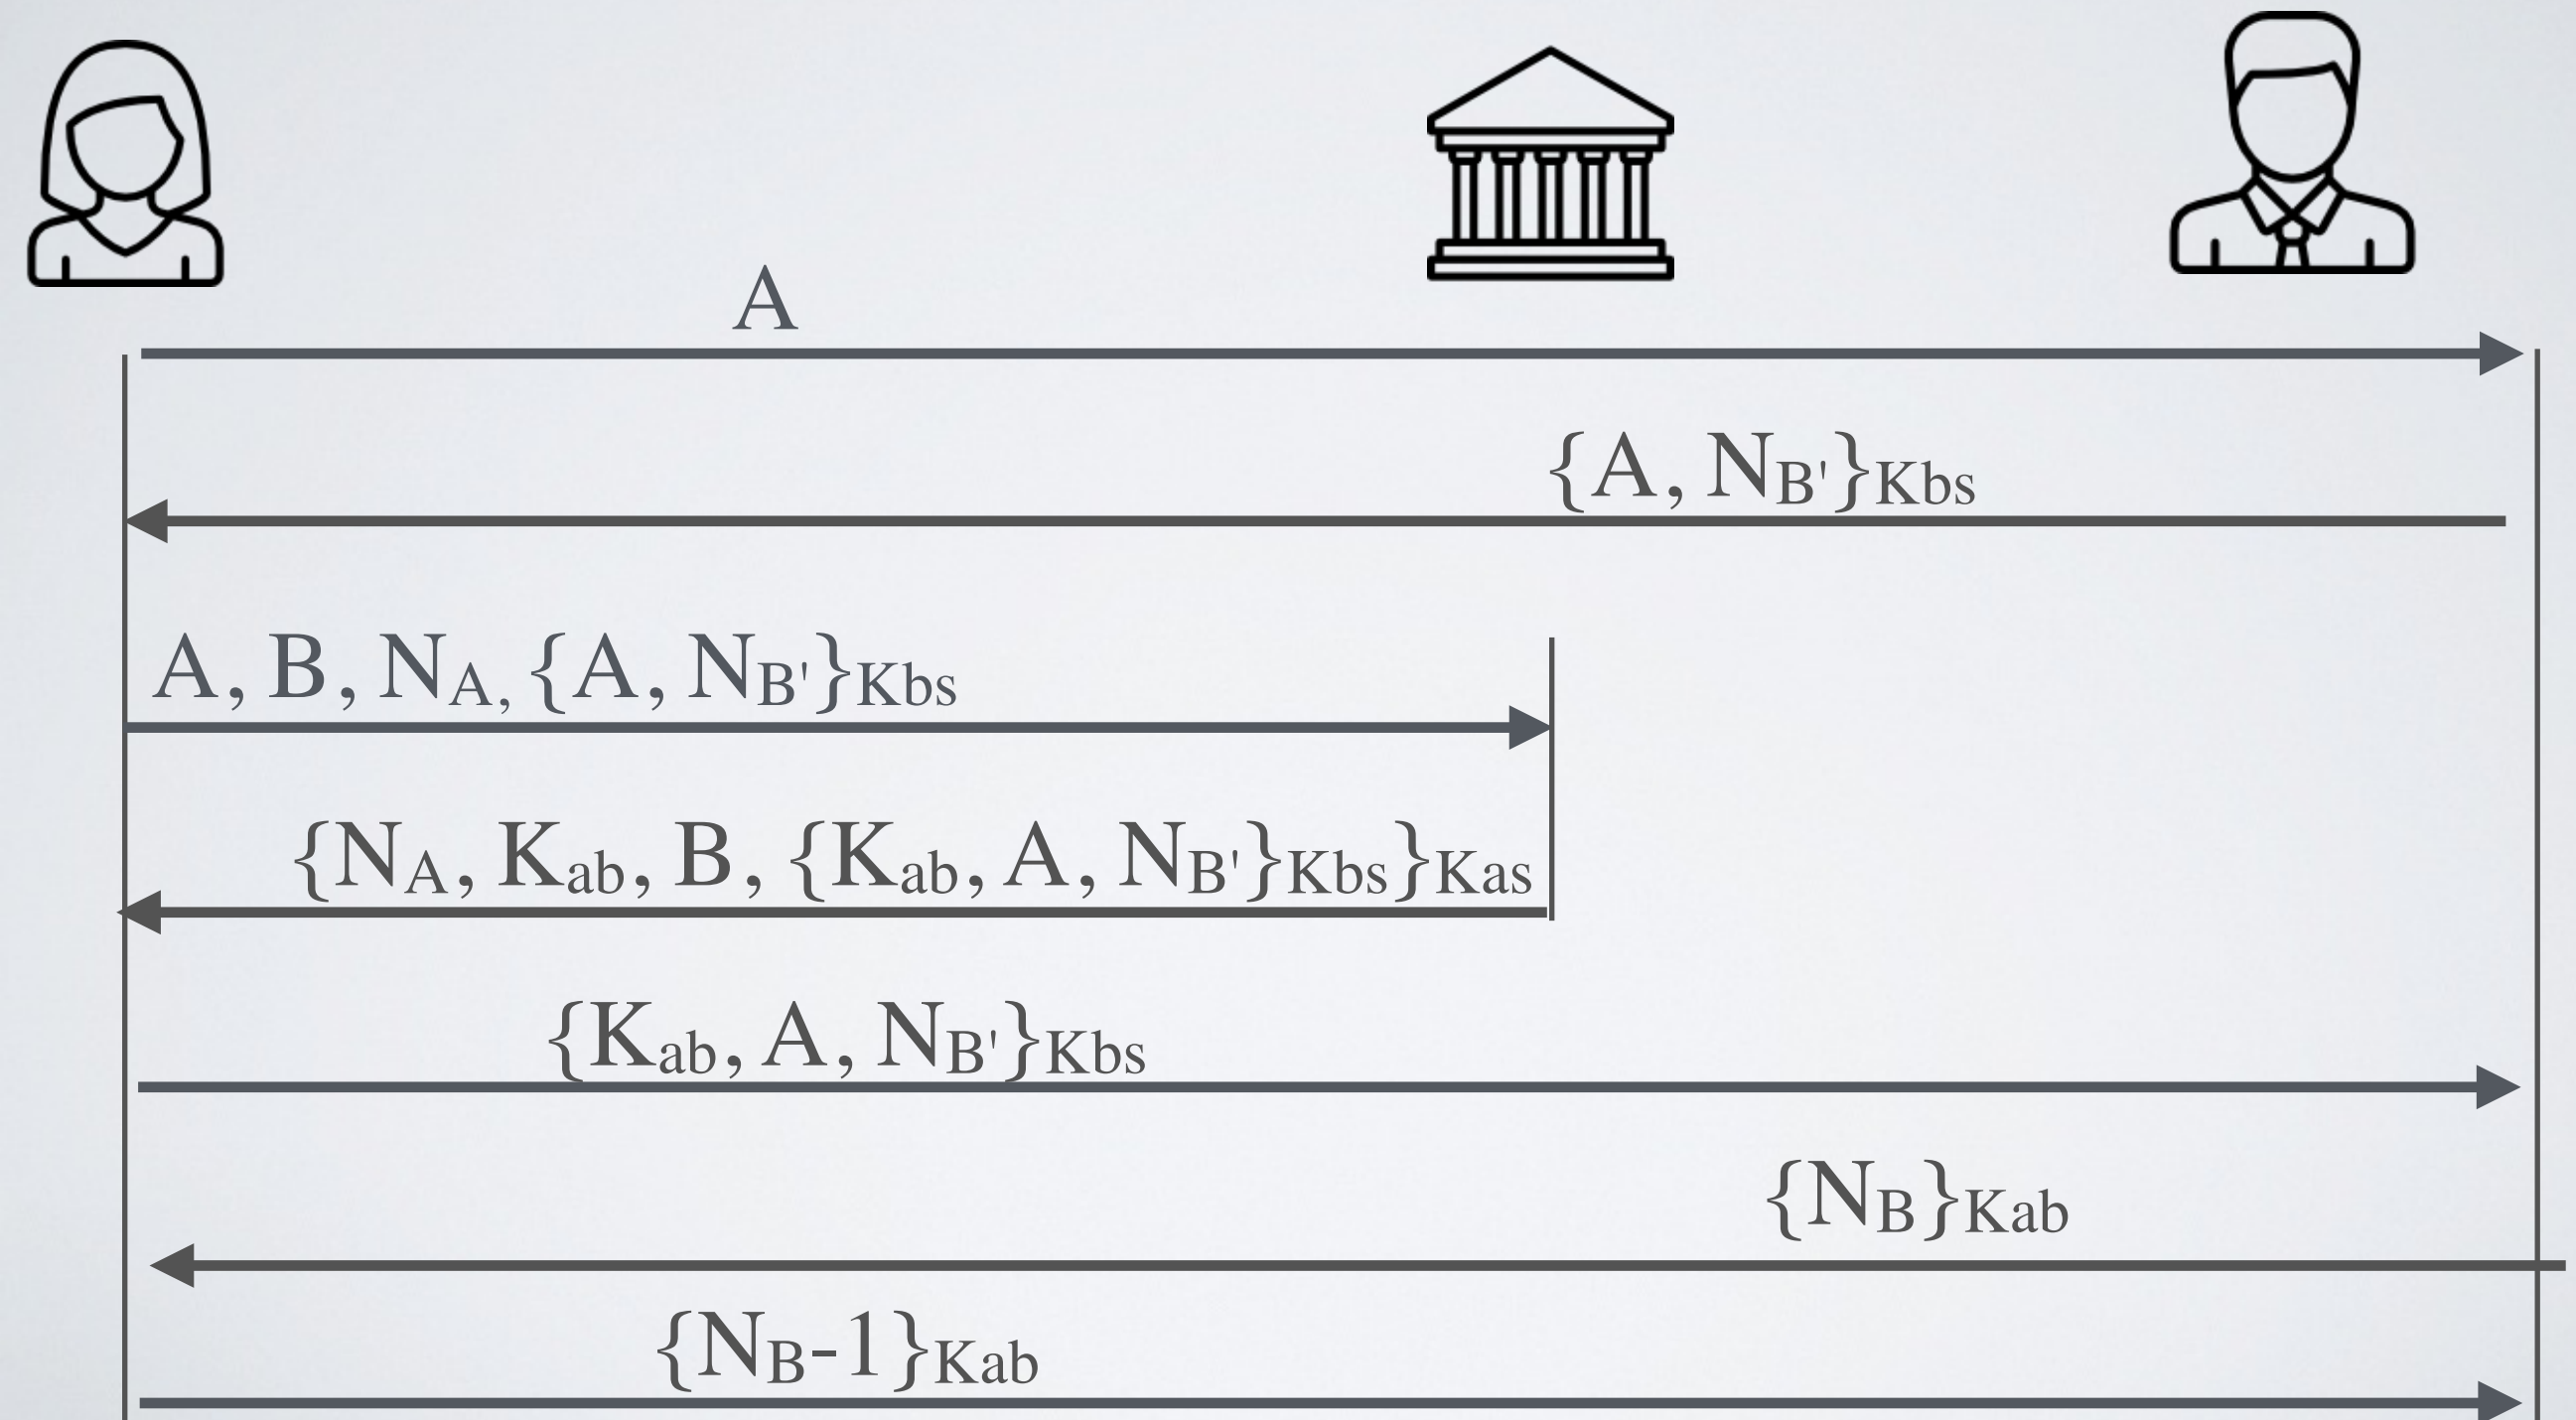 A
{A, NB'}Kbs
A, B, NA, {A, NB'}Kbs
{NA, Kab, B, {Kab, A, NB'}Kbs}Kas
{Kab, A, NB'}Kbs
{NB}Kab
{NB-1}Kab